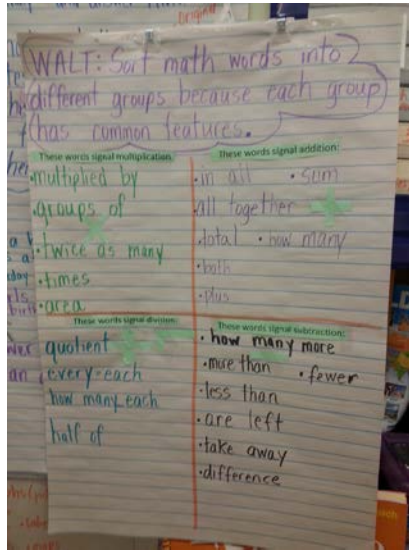 original
WALT: Sort math words into
different groups because each group
has common features.
These words signal multiplication:
•multiplied by
•groups of
•twice as many
•times
•area
These words signal addition:
•in all •sum
all together
•total •how many
•both
•plus
These words signal division:
quotient
every-each
how many each
half of
These words signal subtraction:
•how many more
•more than •fewer
•less than
•are left
•take away
•difference